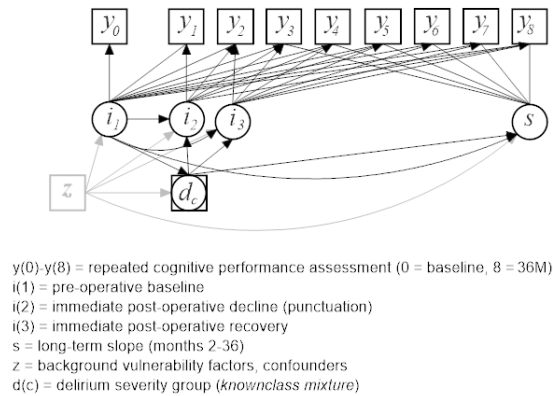 y0 y1 y2 y3 y4 y5 y6 y7 y8
i1 i2 i3 s
z dc
y(0)-y(8) = repeated cognitive performance assessment (0 = baseline, 8 = 36M)
i(1) = pre-operative baseline
i(2) = immediate post-operative decline (punctuation)
i(3) = immediate post-operative recovery
s = long-term slope (months 2-36)
z = background vulnerability factors, confounders
d(c) = delirium severity group (knownclass mixture)